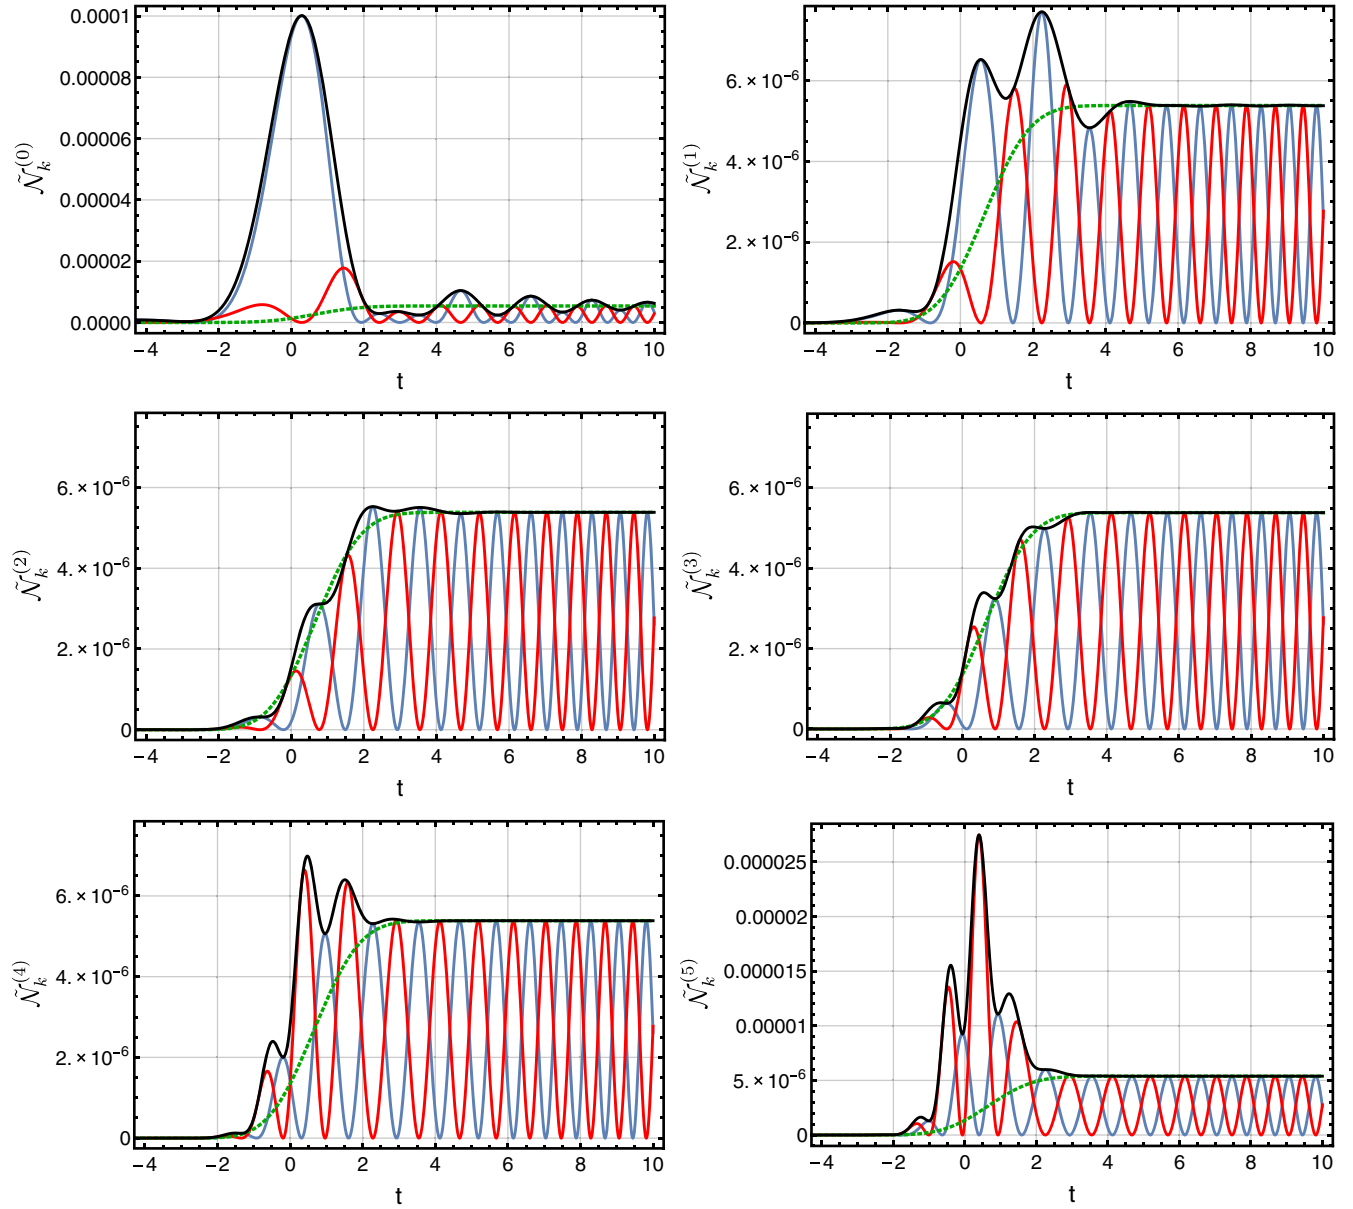 0.0001
0.00008
0.00006
0.00004
0.00002
0.0000
𝒩̃ₖ⁽⁰⁾
−4 −2 0 2 4 6 8 10
t
6.×10⁻⁶
4.×10⁻⁶
2.×10⁻⁶
0
𝒩̃ₖ⁽¹⁾
−4 −2 0 2 4 6 8 10
t
6.×10⁻⁶
4.×10⁻⁶
2.×10⁻⁶
0
𝒩̃ₖ⁽²⁾
−4 −2 0 2 4 6 8 10
t
6.×10⁻⁶
4.×10⁻⁶
2.×10⁻⁶
0
𝒩̃ₖ⁽³⁾
−4 −2 0 2 4 6 8 10
t
6.×10⁻⁶
4.×10⁻⁶
2.×10⁻⁶
0
𝒩̃ₖ⁽⁴⁾
−4 −2 0 2 4 6 8 10
t
0.000025
0.00002
0.000015
0.00001
5.×10⁻⁶
0
𝒩̃ₖ⁽⁵⁾
−4 −2 0 2 4 6 8 10
t